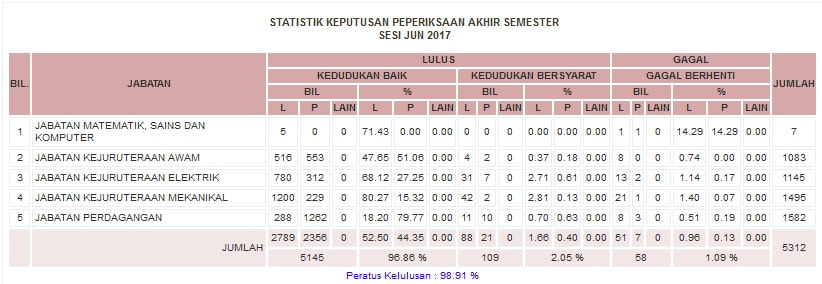 STATISTIK KEPUTUSAN PEPERIKSAAN AKHIR SEMESTER
SESI JUN 2017
BIL. JABATAN LULUS GAGAL JUMLAH
KEDUDUKAN BAIK KEDUDUKAN BERSYARAT GAGAL BERHENTI
BIL % BIL % BIL %
L P LAIN L P LAIN L P LAIN L P LAIN L P LAIN L P LAIN
1 JABATAN MATEMATIK, SAINS DAN
KOMPUTER 5 0 0 71.43 0.00 0.00 0 0 0 0.00 0.00 0.00 1 1 0 14.29 14.29 0.00 7
2 JABATAN KEJURUTERAAN AWAM 516 553 0 47.65 51.06 0.00 4 2 0 0.37 0.18 0.00 8 0 0 0.74 0.00 0.00 1083
3 JABATAN KEJURUTERAAN ELEKTRIK 780 312 0 68.12 27.25 0.00 31 7 0 2.71 0.61 0.00 13 2 0 1.14 0.17 0.00 1145
4 JABATAN KEJURUTERAAN MEKANIKAL 1200 229 0 80.27 15.32 0.00 42 2 0 2.81 0.13 0.00 21 1 0 1.40 0.07 0.00 1495
5 JABATAN PERDAGANGAN 288 1262 0 18.20 79.77 0.00 11 10 0 0.70 0.63 0.00 8 3 0 0.51 0.19 0.00 1582
JUMLAH 2789 2356 0 52.50 44.35 0.00 88 21 0 1.66 0.40 0.00 51 7 0 0.96 0.13 0.00 5312
5145 96.86 % 109 2.05 % 58 1.09 %
Peratus Kelulusan : 98.91 %